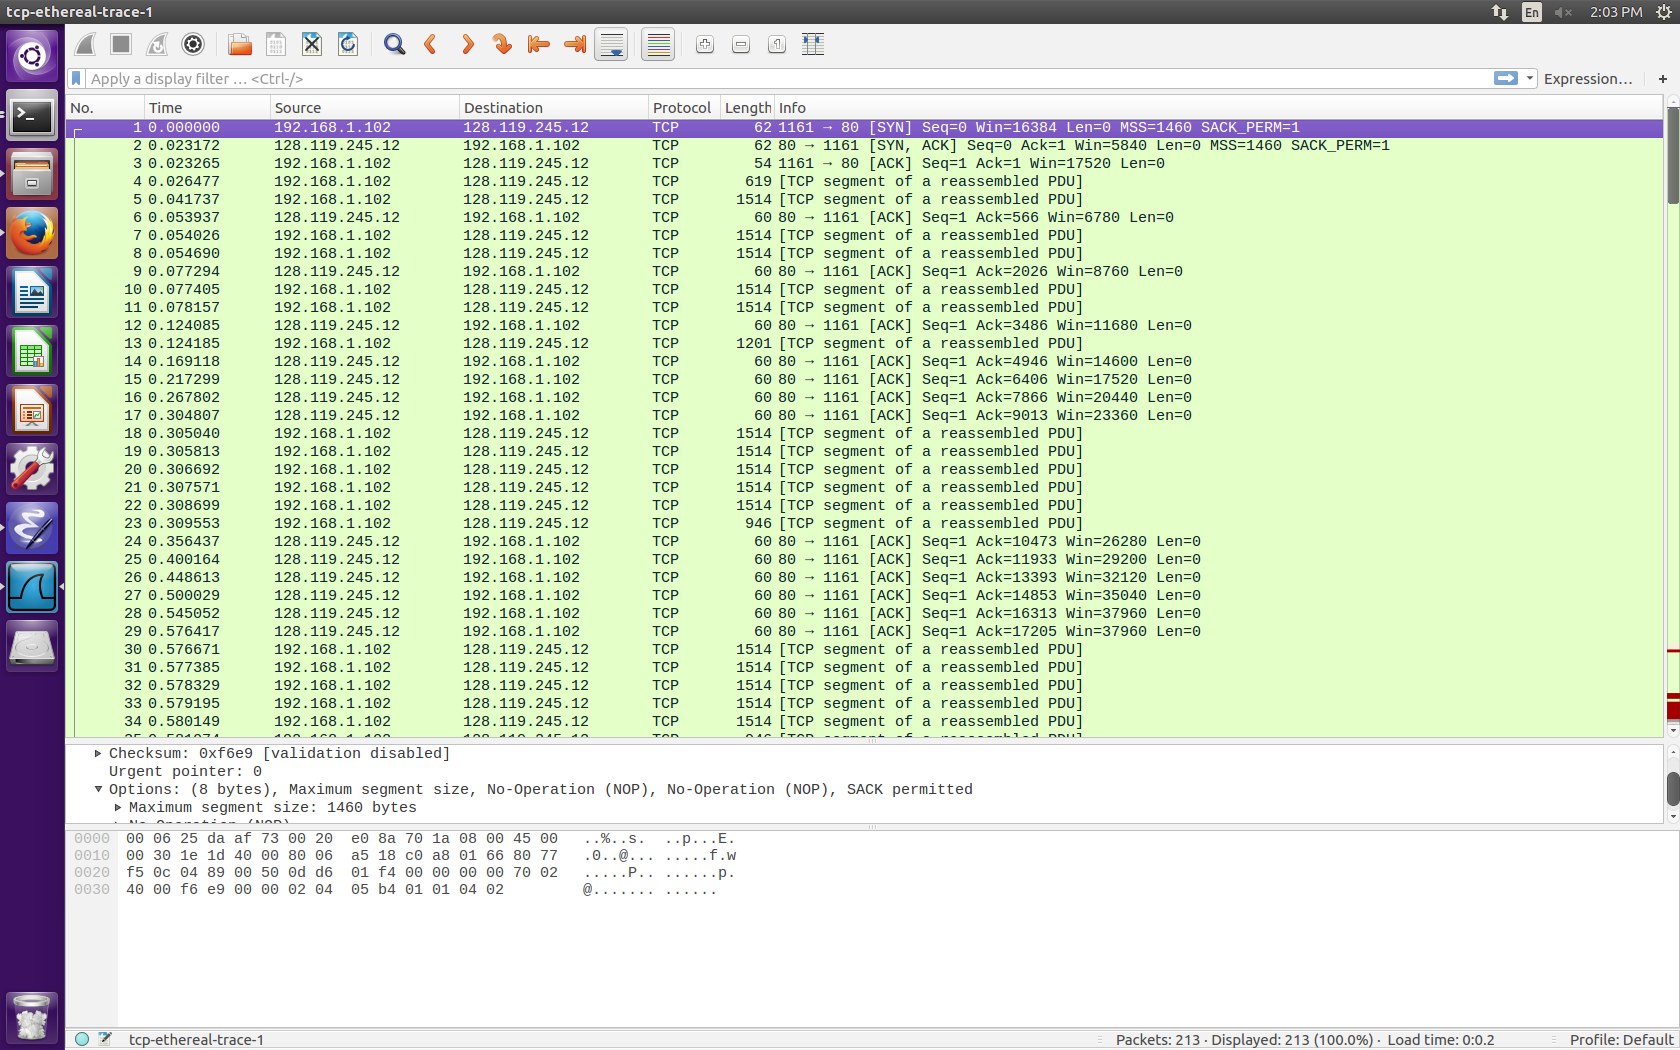 tcp-ethereal-trace-1
En
2:03 PM
Apply a display filter … <Ctrl-/>
Expression…
+
No. Time Source Destination Protocol Length Info
1 0.000000 192.168.1.102 128.119.245.12 TCP 62 1161 → 80 [SYN] Seq=0 Win=16384 Len=0 MSS=1460 SACK_PERM=1
2 0.023172 128.119.245.12 192.168.1.102 TCP 62 80 → 1161 [SYN, ACK] Seq=0 Ack=1 Win=5840 Len=0 MSS=1460 SACK_PERM=1
3 0.023265 192.168.1.102 128.119.245.12 TCP 54 1161 → 80 [ACK] Seq=1 Ack=1 Win=17520 Len=0
4 0.026477 192.168.1.102 128.119.245.12 TCP 619 [TCP segment of a reassembled PDU]
5 0.041737 192.168.1.102 128.119.245.12 TCP 1514 [TCP segment of a reassembled PDU]
6 0.053937 128.119.245.12 192.168.1.102 TCP 60 80 → 1161 [ACK] Seq=1 Ack=566 Win=6780 Len=0
7 0.054026 192.168.1.102 128.119.245.12 TCP 1514 [TCP segment of a reassembled PDU]
8 0.054690 192.168.1.102 128.119.245.12 TCP 1514 [TCP segment of a reassembled PDU]
9 0.077294 128.119.245.12 192.168.1.102 TCP 60 80 → 1161 [ACK] Seq=1 Ack=2026 Win=8760 Len=0
10 0.077405 192.168.1.102 128.119.245.12 TCP 1514 [TCP segment of a reassembled PDU]
11 0.078157 192.168.1.102 128.119.245.12 TCP 1514 [TCP segment of a reassembled PDU]
12 0.124085 128.119.245.12 192.168.1.102 TCP 60 80 → 1161 [ACK] Seq=1 Ack=3486 Win=11680 Len=0
13 0.124185 192.168.1.102 128.119.245.12 TCP 1201 [TCP segment of a reassembled PDU]
14 0.169118 128.119.245.12 192.168.1.102 TCP 60 80 → 1161 [ACK] Seq=1 Ack=4946 Win=14600 Len=0
15 0.217299 128.119.245.12 192.168.1.102 TCP 60 80 → 1161 [ACK] Seq=1 Ack=6406 Win=17520 Len=0
16 0.267802 128.119.245.12 192.168.1.102 TCP 60 80 → 1161 [ACK] Seq=1 Ack=7866 Win=20440 Len=0
17 0.304807 128.119.245.12 192.168.1.102 TCP 60 80 → 1161 [ACK] Seq=1 Ack=9013 Win=23360 Len=0
18 0.305040 192.168.1.102 128.119.245.12 TCP 1514 [TCP segment of a reassembled PDU]
19 0.305813 192.168.1.102 128.119.245.12 TCP 1514 [TCP segment of a reassembled PDU]
20 0.306692 192.168.1.102 128.119.245.12 TCP 1514 [TCP segment of a reassembled PDU]
21 0.307571 192.168.1.102 128.119.245.12 TCP 1514 [TCP segment of a reassembled PDU]
22 0.308699 192.168.1.102 128.119.245.12 TCP 1514 [TCP segment of a reassembled PDU]
23 0.309553 192.168.1.102 128.119.245.12 TCP 946 [TCP segment of a reassembled PDU]
24 0.356437 128.119.245.12 192.168.1.102 TCP 60 80 → 1161 [ACK] Seq=1 Ack=10473 Win=26280 Len=0
25 0.400164 128.119.245.12 192.168.1.102 TCP 60 80 → 1161 [ACK] Seq=1 Ack=11933 Win=29200 Len=0
26 0.448613 128.119.245.12 192.168.1.102 TCP 60 80 → 1161 [ACK] Seq=1 Ack=13393 Win=32120 Len=0
27 0.500029 128.119.245.12 192.168.1.102 TCP 60 80 → 1161 [ACK] Seq=1 Ack=14853 Win=35040 Len=0
28 0.545052 128.119.245.12 192.168.1.102 TCP 60 80 → 1161 [ACK] Seq=1 Ack=16313 Win=37960 Len=0
29 0.576417 128.119.245.12 192.168.1.102 TCP 60 80 → 1161 [ACK] Seq=1 Ack=17205 Win=37960 Len=0
30 0.576671 192.168.1.102 128.119.245.12 TCP 1514 [TCP segment of a reassembled PDU]
31 0.577385 192.168.1.102 128.119.245.12 TCP 1514 [TCP segment of a reassembled PDU]
32 0.578329 192.168.1.102 128.119.245.12 TCP 1514 [TCP segment of a reassembled PDU]
33 0.579195 192.168.1.102 128.119.245.12 TCP 1514 [TCP segment of a reassembled PDU]
34 0.580149 192.168.1.102 128.119.245.12 TCP 1514 [TCP segment of a reassembled PDU]
Checksum: 0xf6e9 [validation disabled]
Urgent pointer: 0
Options: (8 bytes), Maximum segment size, No-Operation (NOP), No-Operation (NOP), SACK permitted
Maximum segment size: 1460 bytes
No-Operation (NOP)
0000 00 06 25 da af 73 00 20 e0 8a 70 1a 08 00 45 00 ..%..s. ..p...E.
0010 00 30 1e 1d 40 00 80 06 a5 18 c0 a8 01 66 80 77 .0..@... .....f.w
0020 f5 0c 04 89 00 50 0d d6 01 f4 00 00 00 00 70 02 .....P.. ......p.
0030 40 00 f6 e9 00 00 02 04 05 b4 01 01 04 02 @....... ......
tcp-ethereal-trace-1
Packets: 213 · Displayed: 213 (100.0%) · Load time: 0:0.2
Profile: Default